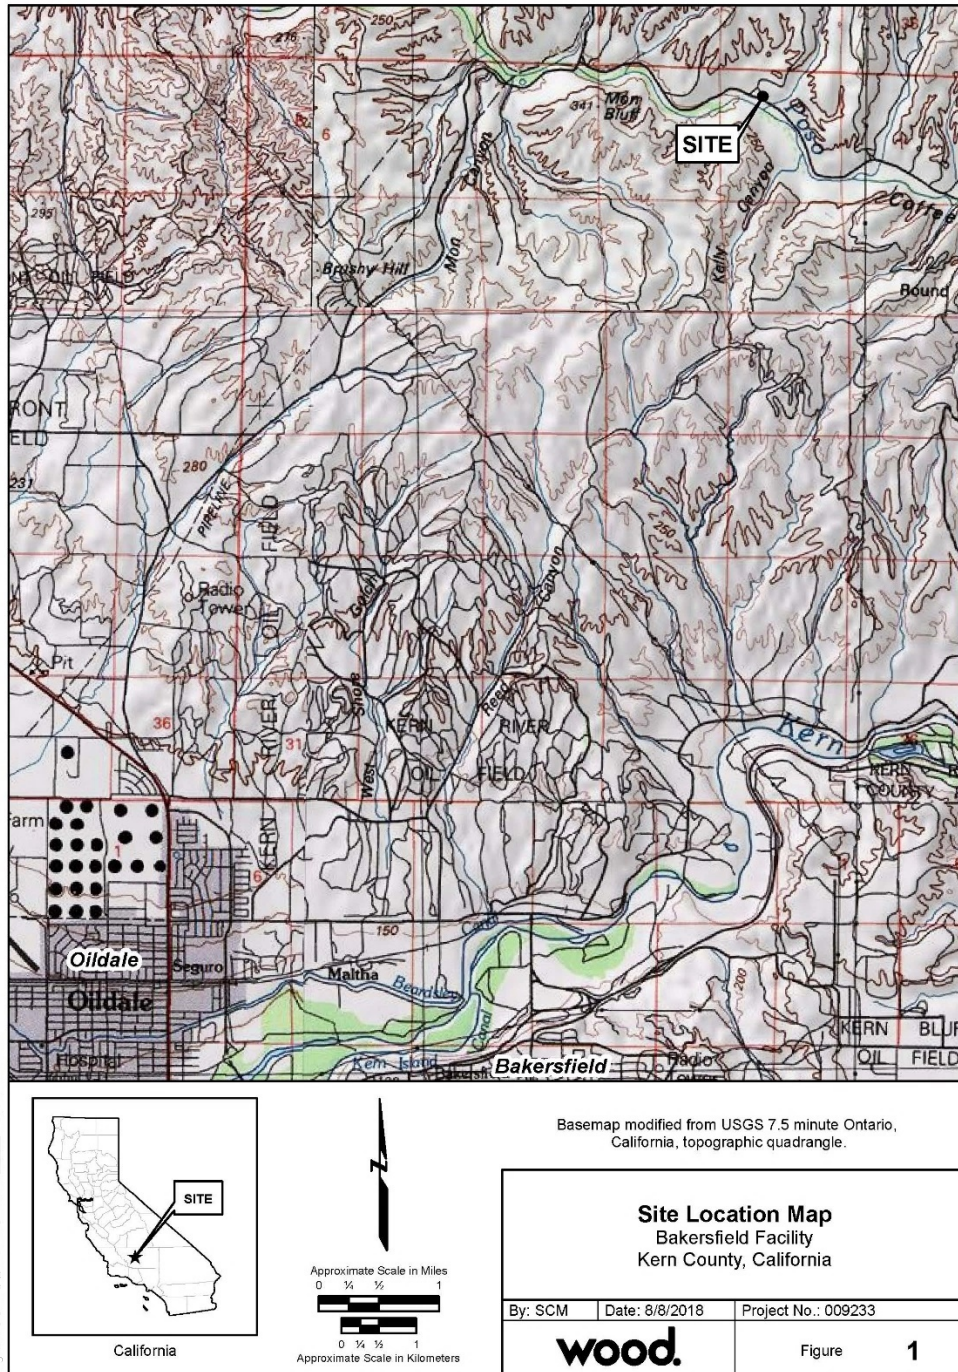 250
276
6
35
341
Mon
Bluff
SITE
Poso
Canyon
Canyon
295
Mon
Kelly
Coffee
OIL FIELD
Brushy Hill
Round
RONT
ELD
280
231
PIPELINE
FIELD
250
Canyon
Radio
Tower
Gulch
OIL
Pit
Shore
Reed
36
RIVER
31
KERN
RIVER
Kern
OIL
FIELD
West
KERN
COUNTY
Farm
KERN
1
6
150
Oildale
Seguro
Maltha
Beardsley
200
Oildale
Canal
KERN BLUF
Hospital
Kern Island
Bakersfield
Radio
OIL FIELD
Basemap modified from USGS 7.5 minute Ontario,
California, topographic quadrangle.
SITE
California
Z
Approximate Scale in Miles
0 ¼ ½ 1
0 ¼ ½ 1
Approximate Scale in Kilometers
Site Location Map
Bakersfield Facility
Kern County, California
By: SCM Date: 8/8/2018 Project No.: 009233
wood.
Figure 1